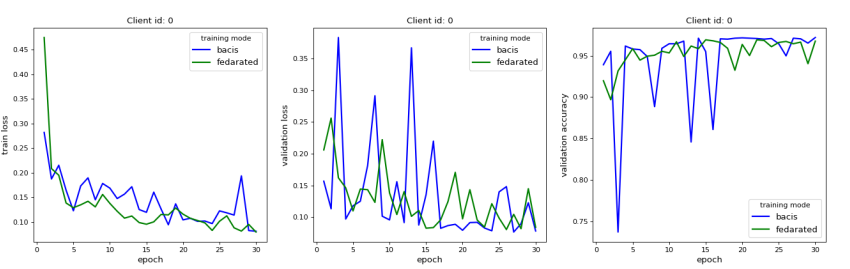 Client id: 0
train loss
0.45
0.40
0.35
0.30
0.25
0.20
0.15
0.10
0 5 10 15 20 25 30
epoch
training mode
bacis
fedarated
Client id: 0
validation loss
0.35
0.30
0.25
0.20
0.15
0.10
0 5 10 15 20 25 30
epoch
training mode
bacis
fedarated
Client id: 0
validation accuracy
0.95
0.90
0.85
0.80
0.75
0 5 10 15 20 25 30
epoch
training mode
bacis
fedarated